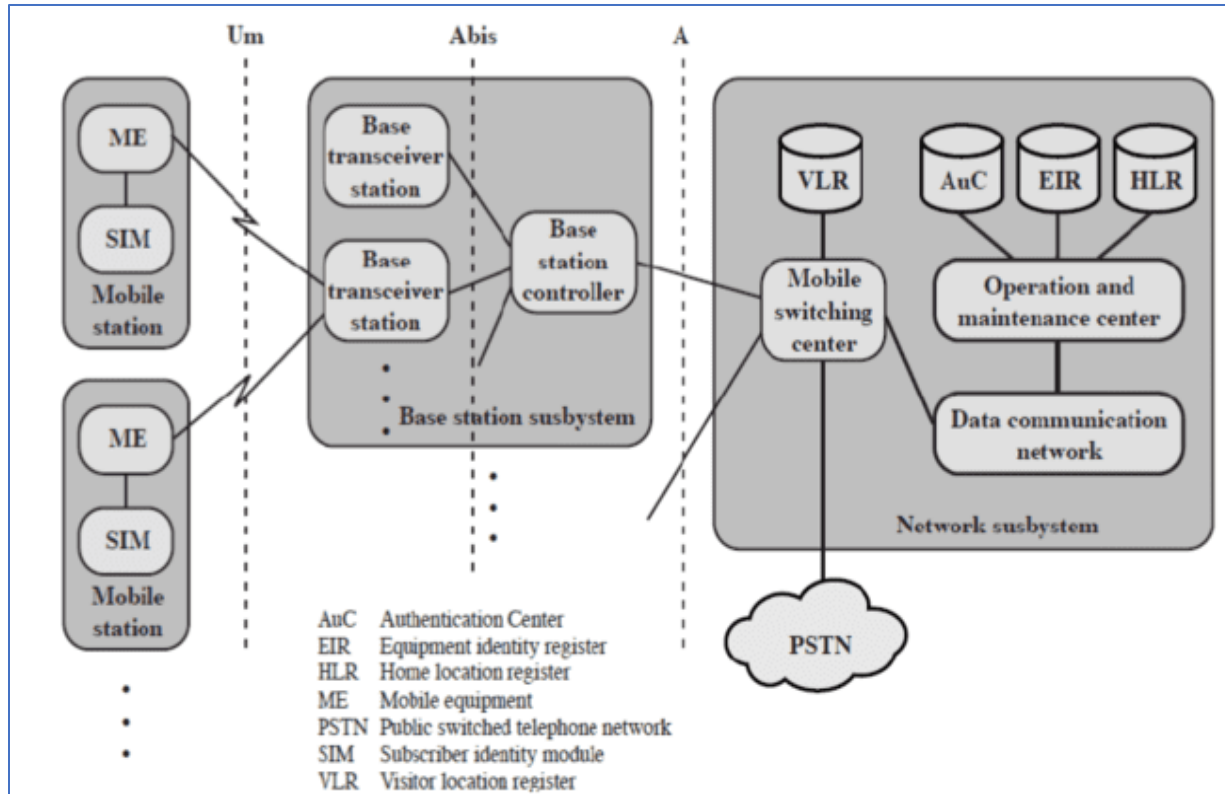 Um
Abis
A
ME
SIM
Mobile
station
ME
SIM
Mobile
station
Base
transceiver
station
Base
transceiver
station
Base
station
controller
Base station susbystem
VLR
AuC
EIR
HLR
Mobile
switching
center
Operation and
maintenance center
Data communication
network
Network susbystem
PSTN
AuC Authentication Center
EIR Equipment identity register
HLR Home location register
ME Mobile equipment
PSTN Public switched telephone network
SIM Subscriber identity module
VLR Visitor location register